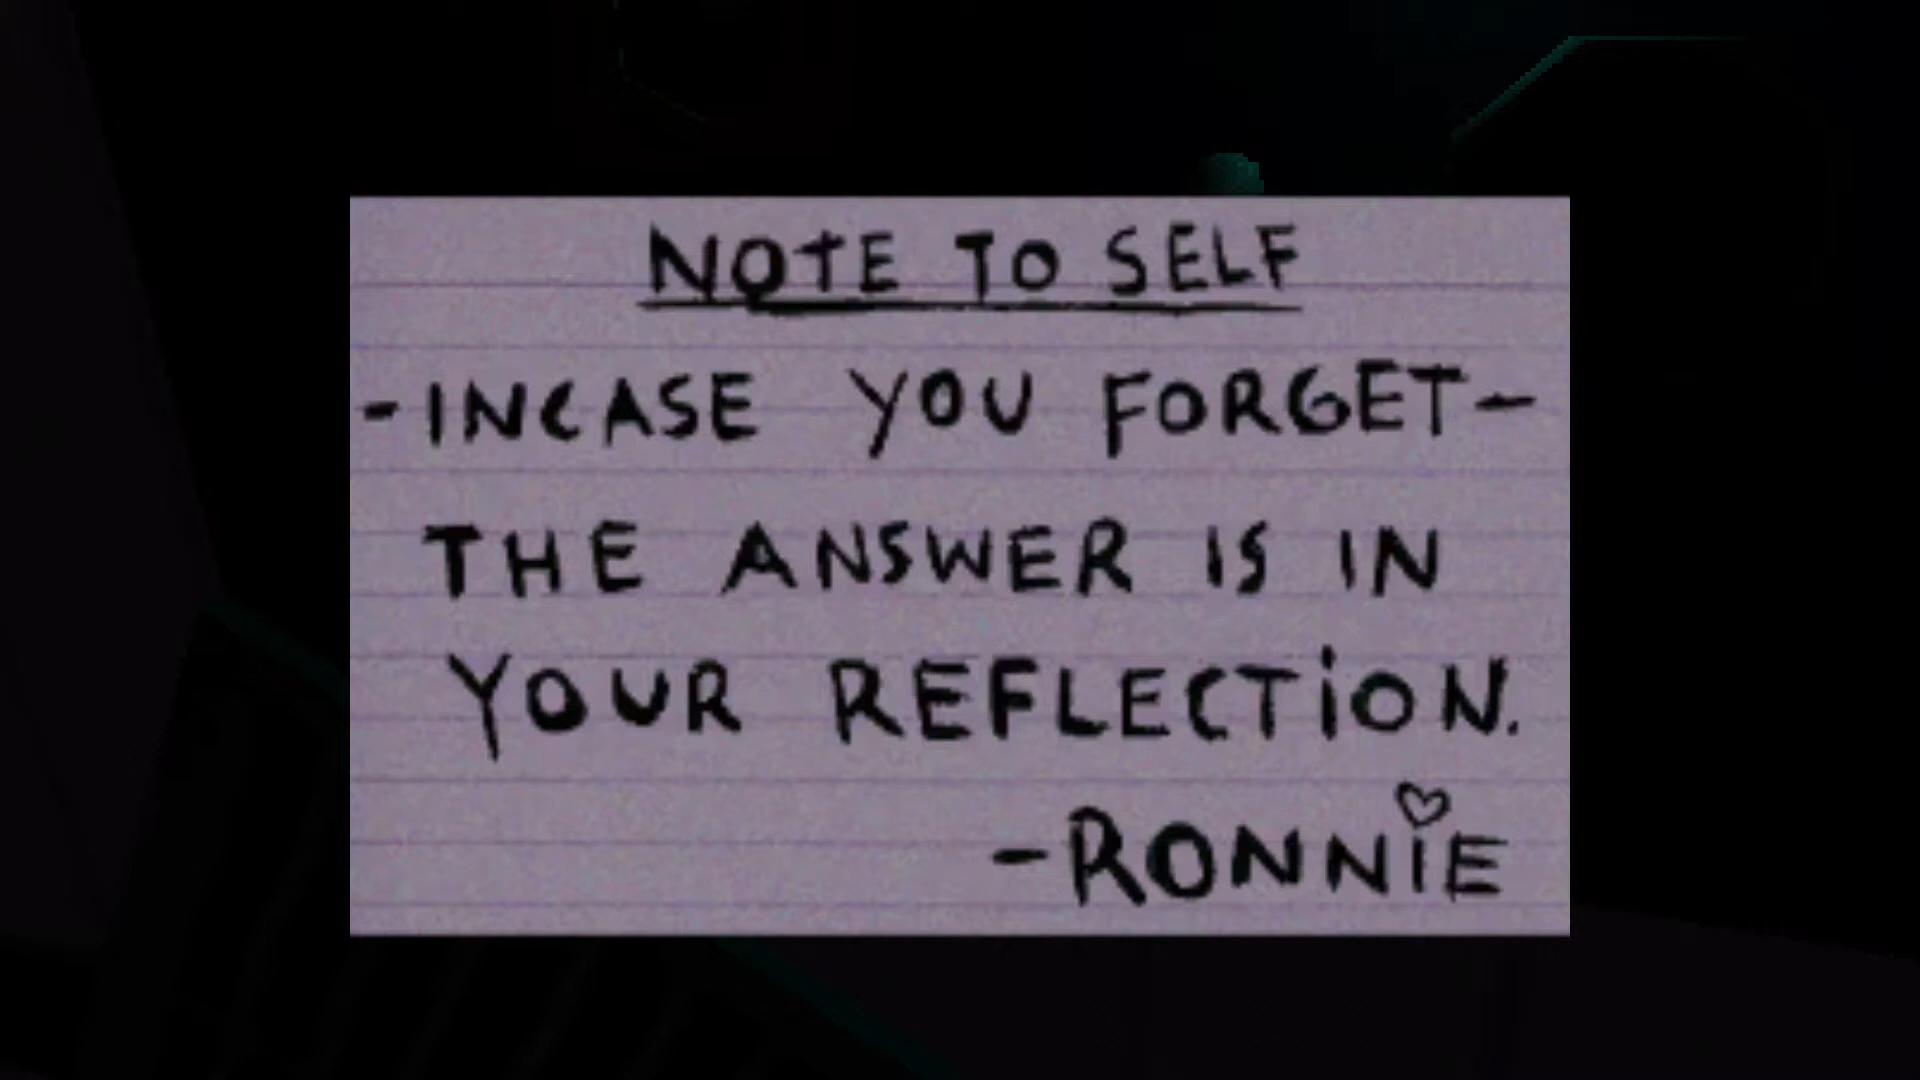 NOTE TO SELF
-INCASE YOU FORGET-
THE ANSWER IS IN
YOUR REFLECTiON.
-RONNiE